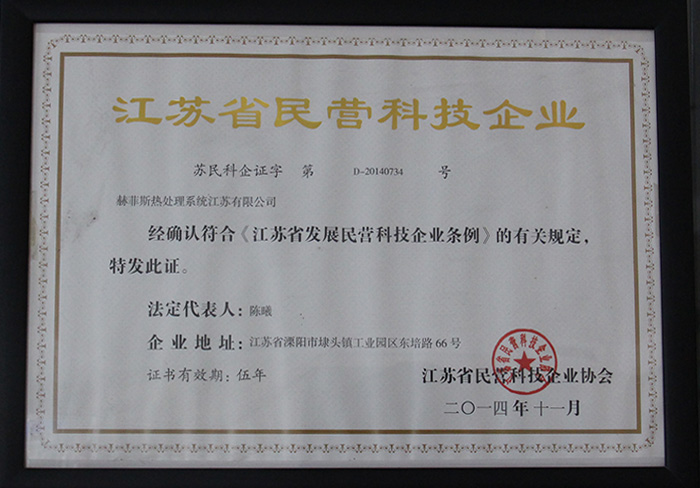 江苏省民营科技企业
苏民科企证字 第 D-20140734 号
赫菲斯热处理系统江苏有限公司
经确认符合《江苏省发展民营科技企业条例》的有关规定，
特发此证。
法定代表人：陈曦
企业地址：江苏省溧阳市埭头镇工业园区东培路66号
证书有效期：伍年
江苏省民营科技企业协会
二〇一四年十一月